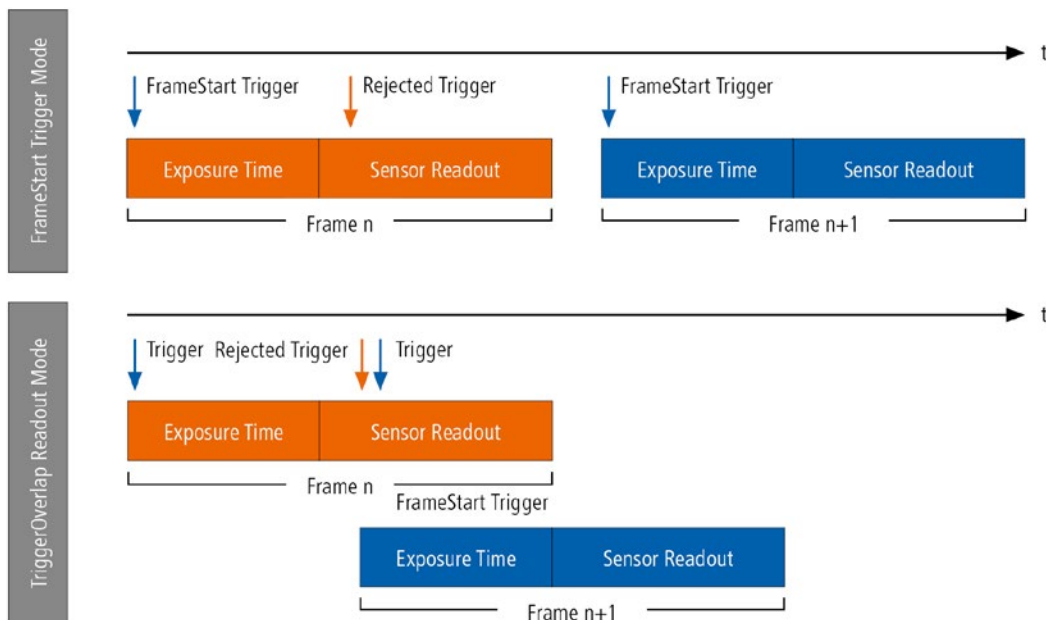 FrameStart Trigger Mode
t
FrameStart Trigger
Rejected Trigger
FrameStart Trigger
Exposure Time
Sensor Readout
Exposure Time
Sensor Readout
Frame n
Frame n+1
TriggerOverlap Readout Mode
t
Trigger
Rejected Trigger
Trigger
Exposure Time
Sensor Readout
Frame n
FrameStart Trigger
Exposure Time
Sensor Readout
Frame n+1